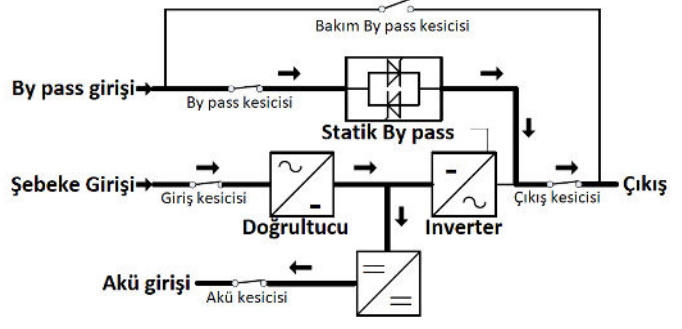 Bakım By pass kesicisi
By pass girişi
By pass kesicisi
Statik By pass
Şebeke Girişi
Giriş kesicisi
Doğrultucu
Inverter
Çıkış kesicisi
Çıkış
Akü girişi
Akü kesicisi